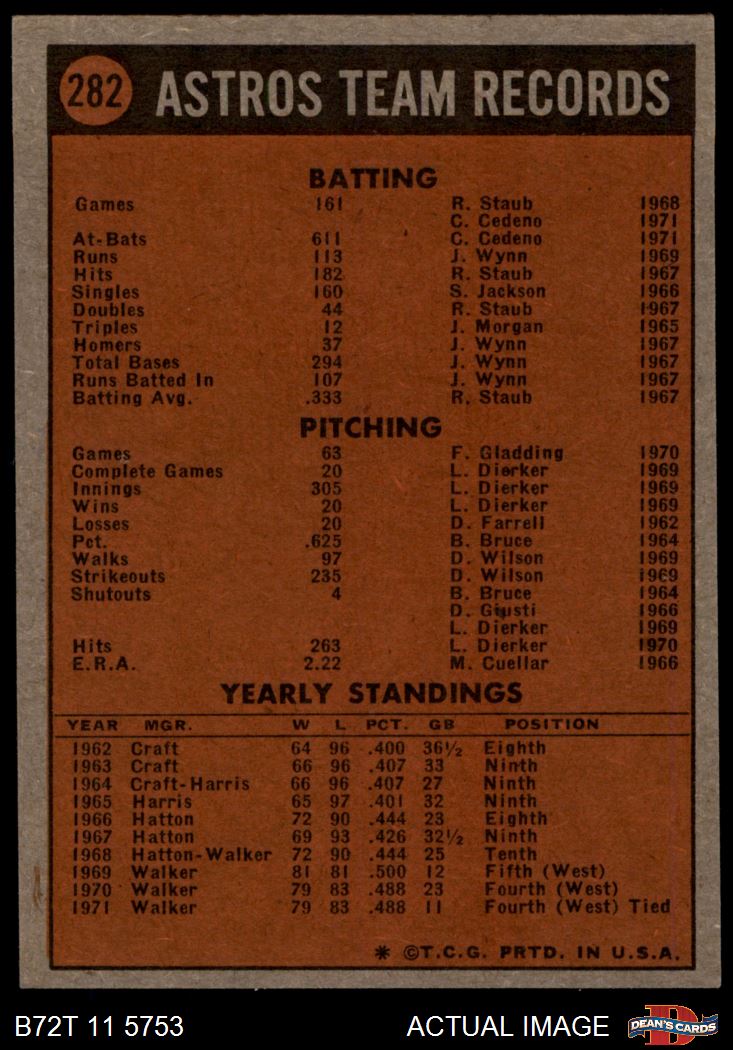 282 ASTROS TEAM RECORDS
BATTING
Games 161 R. Staub 1968
C. Cedeno 1971
At-Bats 611 C. Cedeno 1971
Runs 113 J. Wynn 1969
Hits 182 R. Staub 1967
Singles 160 S. Jackson 1966
Doubles 44 R. Staub 1967
Triples 12 J. Morgan 1965
Homers 37 J. Wynn 1967
Total Bases 294 J. Wynn 1967
Runs Batted In 107 J. Wynn 1967
Batting Avg. .333 R. Staub 1967
PITCHING
Games 63 F. Gladding 1970
Complete Games 20 L. Dierker 1969
Innings 305 L. Dierker 1969
Wins 20 L. Dierker 1969
Losses 20 D. Farrell 1962
Pct. .625 B. Bruce 1964
Walks 97 D. Wilson 1969
Strikeouts 235 D. Wilson 1969
Shutouts 4 B. Bruce 1964
D. Giusti 1966
L. Dierker 1969
Hits 263 L. Dierker 1970
E.R.A. 2.22 M. Cuellar 1966
YEARLY STANDINGS
YEAR MGR. W L PCT. GB POSITION
1962 Craft 64 96 .400 36½ Eighth
1963 Craft 66 96 .407 33 Ninth
1964 Craft-Harris 66 96 .407 27 Ninth
1965 Harris 65 97 .401 32 Ninth
1966 Hatton 72 90 .444 23 Eighth
1967 Hatton 69 93 .426 32½ Ninth
1968 Hatton-Walker 72 90 .444 25 Tenth
1969 Walker 81 81 .500 12 Fifth (West)
1970 Walker 79 83 .488 23 Fourth (West)
1971 Walker 79 83 .488 11 Fourth (West) Tied
* ©T.C.G. PRTD. IN U.S.A.
B72T 11 5753 ACTUAL IMAGE DEAN'S CARDS